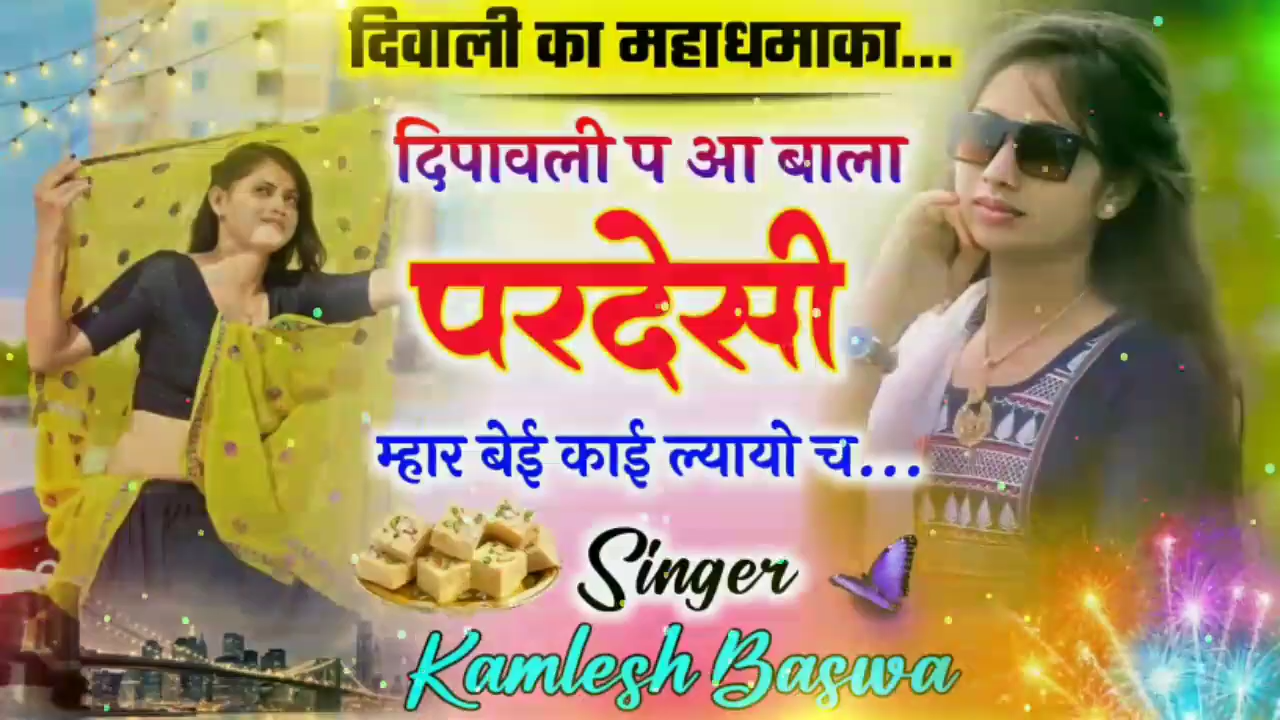 दिवाली का महाधमाका...
दिपावली प आ बाला
परदेसी
म्हार बेई काई ल्यायो च...
Singer
Kamlesh Baswa